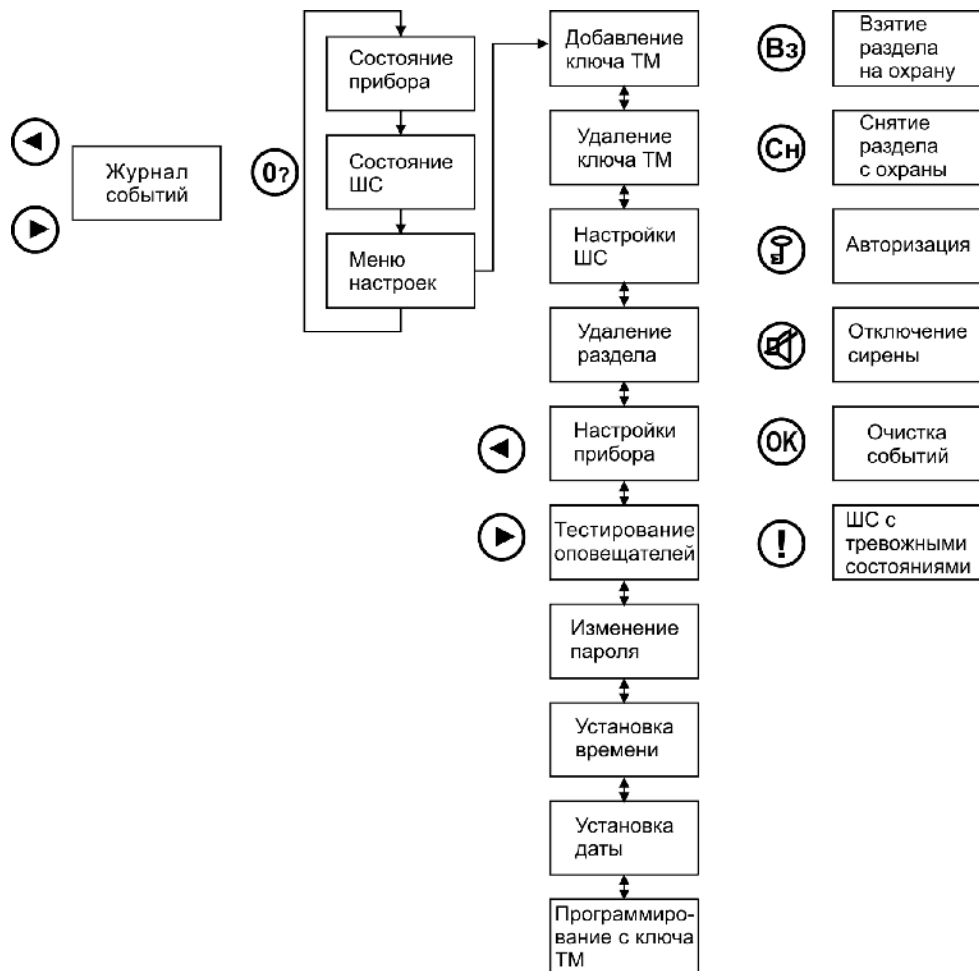 Журнал
событий
0?
Состояние
прибора
Состояние
ШС
Меню
настроек
Добавление
ключа ТМ
Удаление
ключа ТМ
Настройки
ШС
Удаление
раздела
Настройки
прибора
Тестирование
оповещателей
Изменение
пароля
Установка
времени
Установка
даты
Программиро-
вание с ключа
ТМ
Вз
Взятие
раздела
на охрану
Сн
Снятие
раздела
с охраны
Авторизация
Отключение
сирены
ОК
Очистка
событий
!
ШС с
тревожными
состояниями